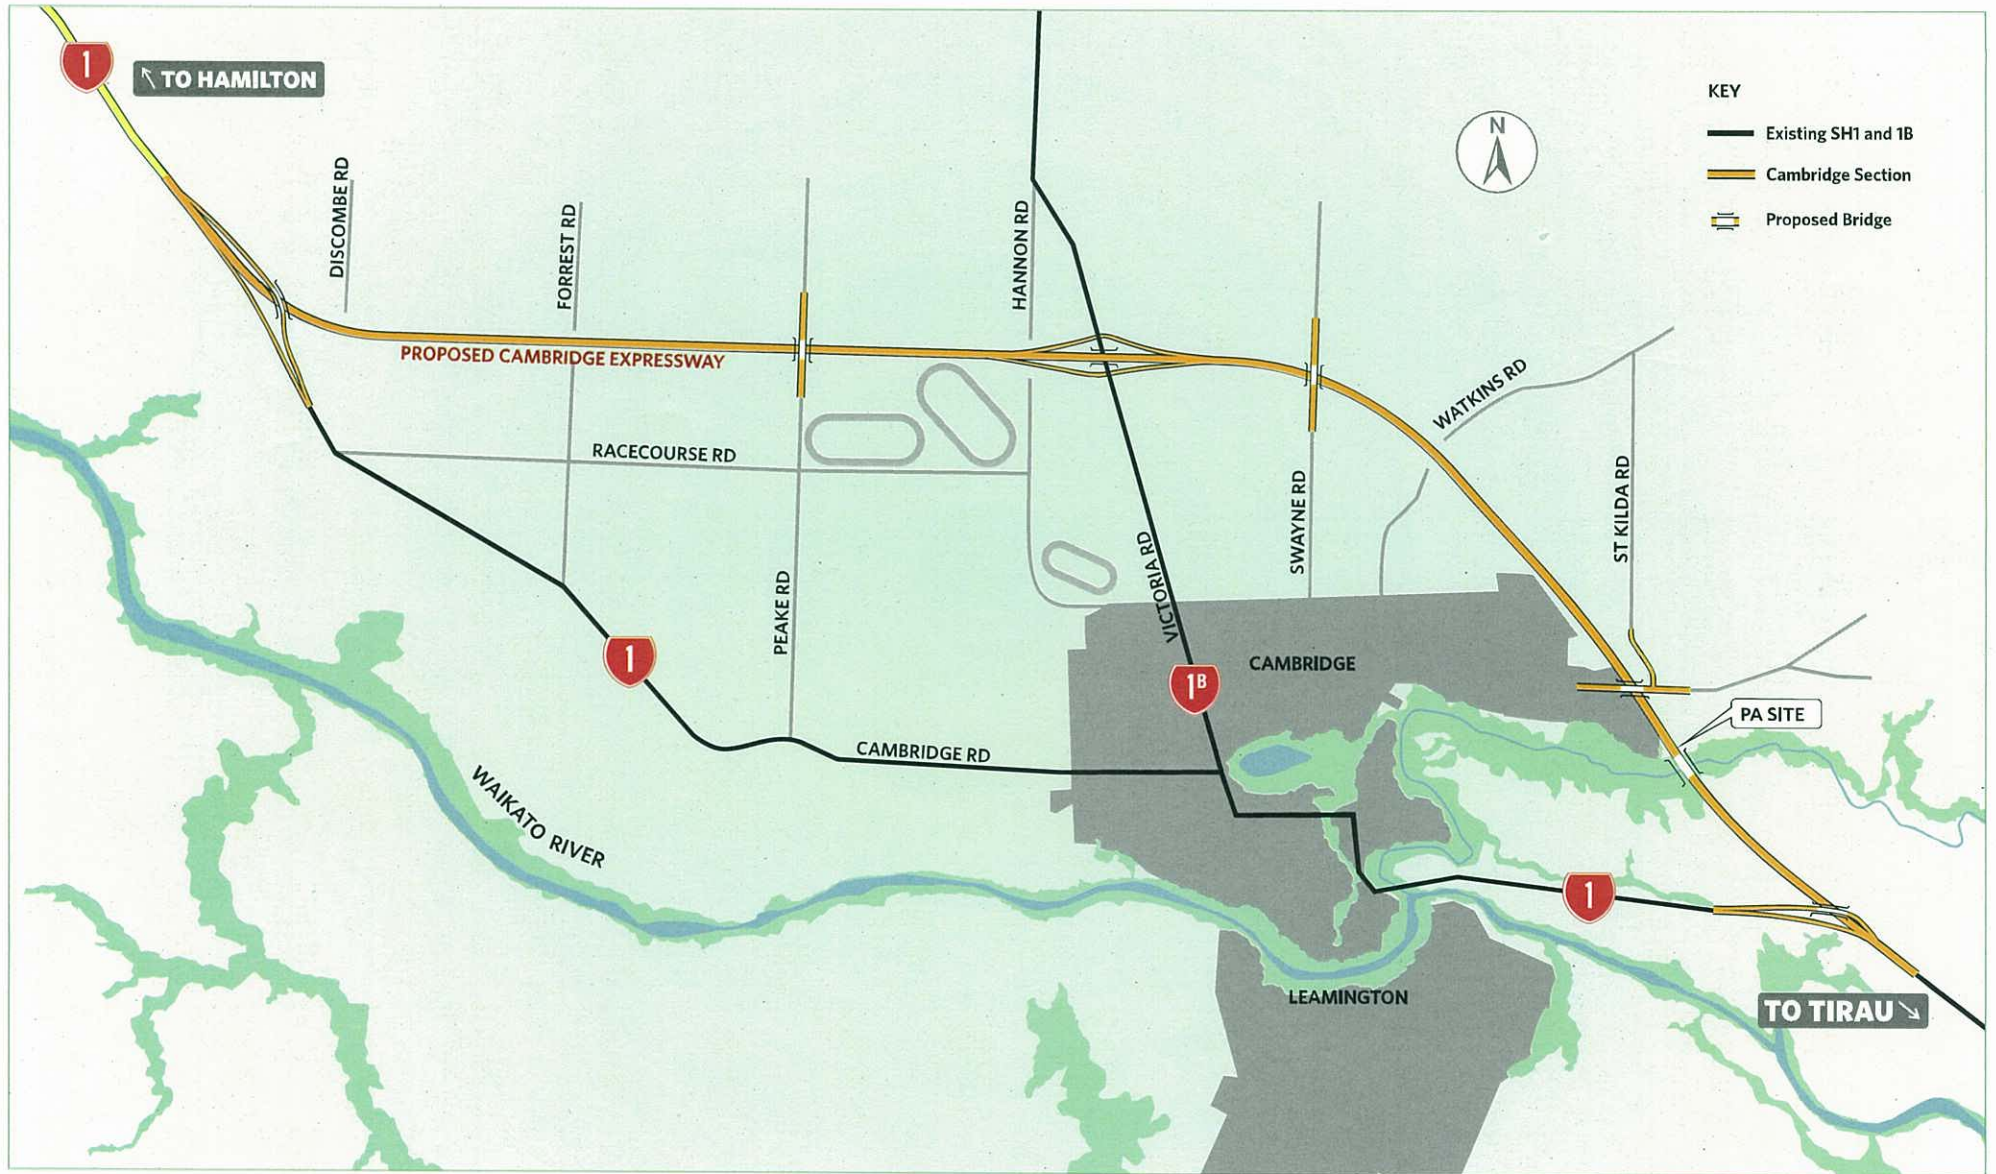 1
↖ TO HAMILTON
KEY
Existing SH1 and 1B
Cambridge Section
Proposed Bridge
N
DISCOMBE RD
FORREST RD
HANNON RD
PROPOSED CAMBRIDGE EXPRESSWAY
WATKINS RD
RACECOURSE RD
SWAYNE RD
ST KILDA RD
PEAKE RD
VICTORIA RD
1
CAMBRIDGE
1B
PA SITE
CAMBRIDGE RD
WAIKATO RIVER
1
LEAMINGTON
TO TIRAU ↘